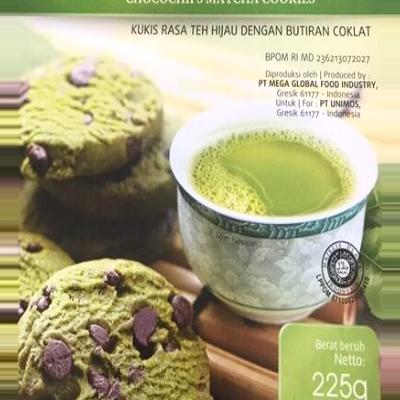 CHOCOCHIPS MATCHA COOKIES
KUKIS RASA TEH HIJAU DENGAN BUTIRAN COKLAT
BPOM RI MD 236213072027
Diproduksi oleh | Produced by :
PT MEGA GLOBAL FOOD INDUSTRY,
Gresik 61177 - Indonesia
Untuk | For : PT UNIMOS,
Gresik 61177 - Indonesia
Berat bersih
Netto:
225g